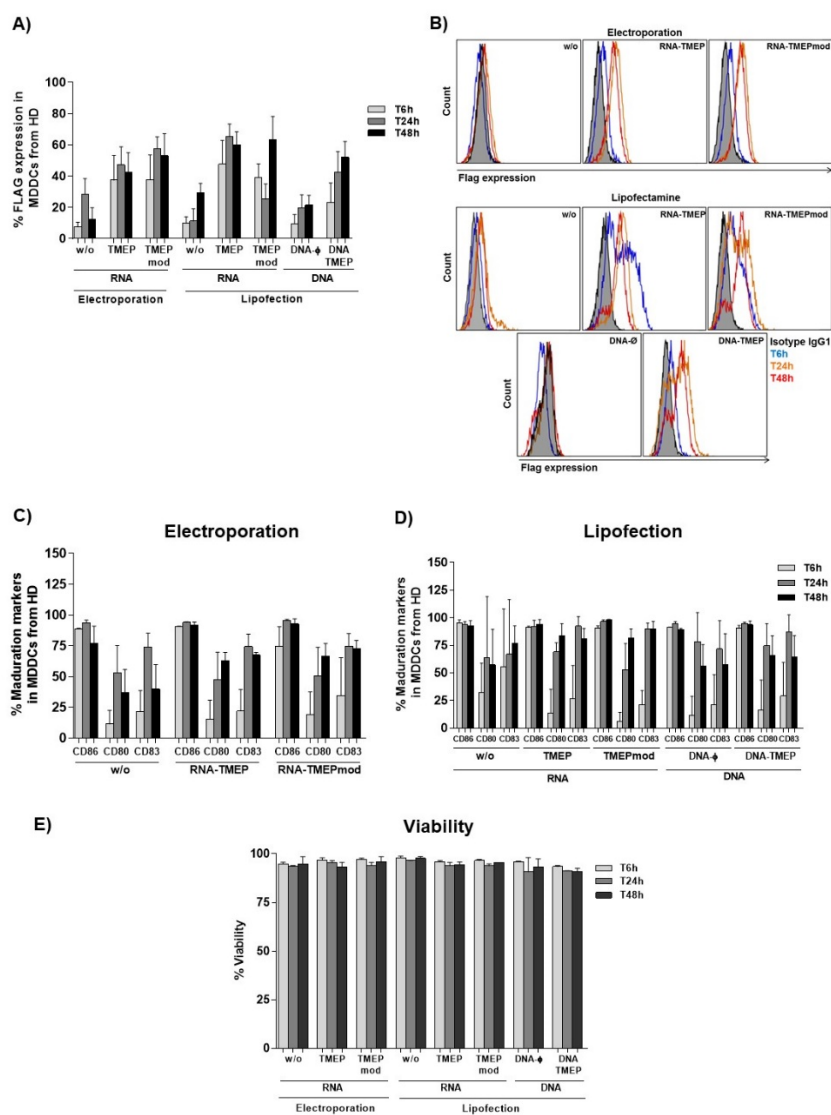 A)
% FLAG expression in
MDDCs from HD
100
80
60
40
20
0
T6h
T24h
T48h
w/o TMEP TMEP mod w/o TMEP TMEP mod DNA-ϕ DNA TMEP
RNA RNA DNA
Electroporation Lipofection
B)
Electroporation
w/o RNA-TMEP RNA-TMEPmod
Count
Flag expression
Lipofectamine
w/o RNA-TMEP RNA-TMEPmod
Count
DNA-Ø DNA-TMEP
Isotype IgG1
T6h
T24h
T48h
Count
Flag expression
C)
Electroporation
% Maduration markers
in MDDCs from HD
150
125
100
75
50
25
0
T6h
T24h
T48h
CD86 CD80 CD83 CD86 CD80 CD83 CD86 CD80 CD83
w/o RNA-TMEP RNA-TMEPmod
D)
Lipofection
% Maduration markers
in MDDCs from HD
150
125
100
75
50
25
0
T6h
T24h
T48h
CD86 CD80 CD83 CD86 CD80 CD83 CD86 CD80 CD83 CD86 CD80 CD83 CD86 CD80 CD83
w/o TMEP TMEPmod DNA-ϕ DNA-TMEP
RNA DNA
E)
Viability
% Viability
100
75
50
25
0
T6h
T24h
T48h
w/o TMEP TMEP mod w/o TMEP TMEP mod DNA-ϕ DNA TMEP
RNA RNA DNA
Electroporation Lipofection